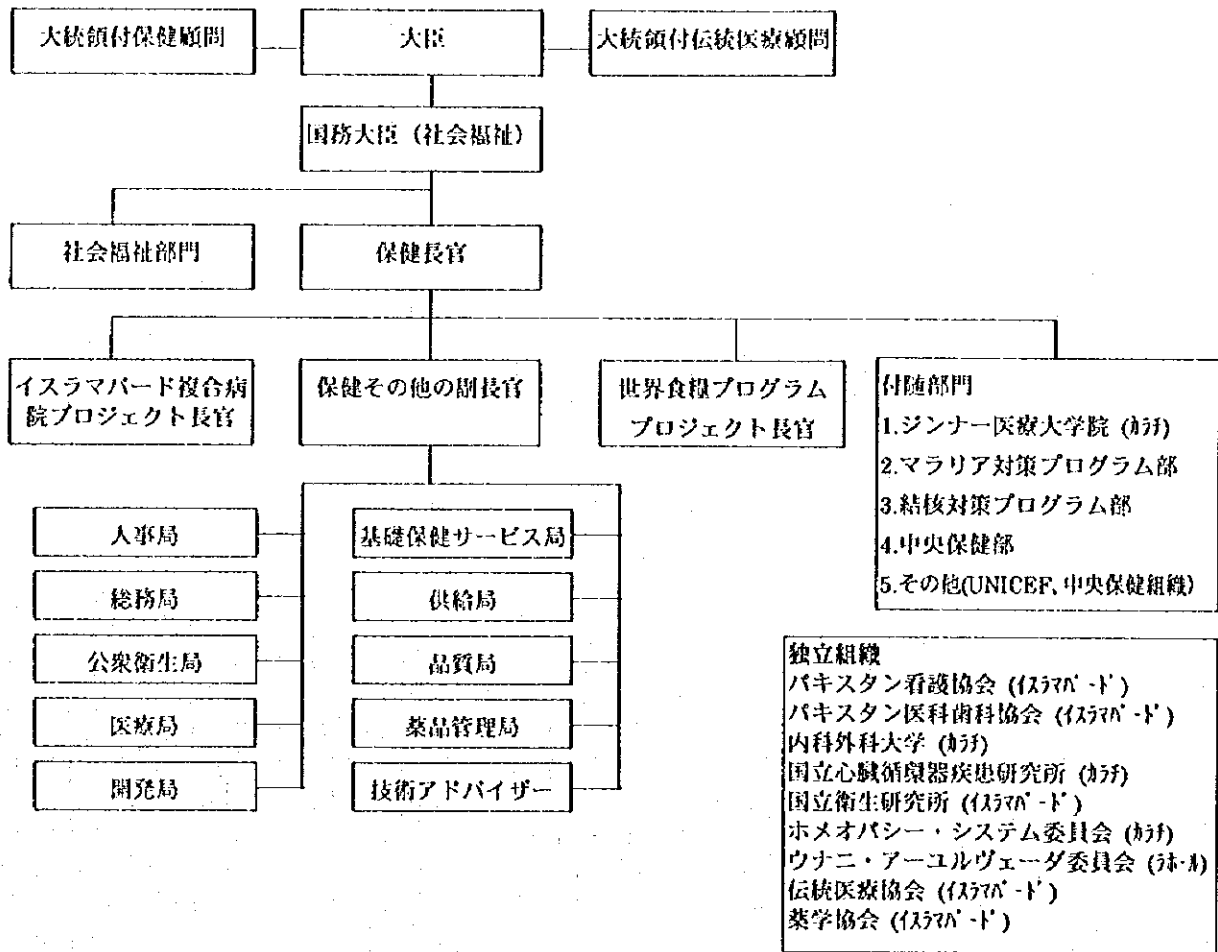 大統領付保健顧問
大臣
大統領付伝統医療顧問
国務大臣（社会福祉）
社会福祉部門
保健長官
イスラマバード複合病
院プロジェクト長官
保健その他の副長官
世界食糧プログラム
プロジェクト長官
付随部門
1.ジンナー医療大学院 (ｶﾗﾁ)
2.マラリア対策プログラム部
3.結核対策プログラム部
4.中央保健部
5.その他(UNICEF、中央保健組織)
人事局
基礎保健サービス局
総務局
供給局
公衆衛生局
品質局
医療局
薬品管理局
開発局
技術アドバイザー
独立組織
パキスタン看護協会 (ｲｽﾗﾏﾊﾞｰﾄﾞ)
パキスタン医科歯科協会 (ｲｽﾗﾏﾊﾞｰﾄﾞ)
内科外科大学 (ｶﾗﾁ)
国立心臓循環器疾患研究所 (ｶﾗﾁ)
国立衛生研究所 (ｲｽﾗﾏﾊﾞｰﾄﾞ)
ホメオパシー・システム委員会 (ｶﾗﾁ)
ウナニ・アーユルヴェーダ委員会 (ﾗﾎｰﾙ)
伝統医療協会 (ｲｽﾗﾏﾊﾞｰﾄﾞ)
薬学協会 (ｲｽﾗﾏﾊﾞｰﾄﾞ)